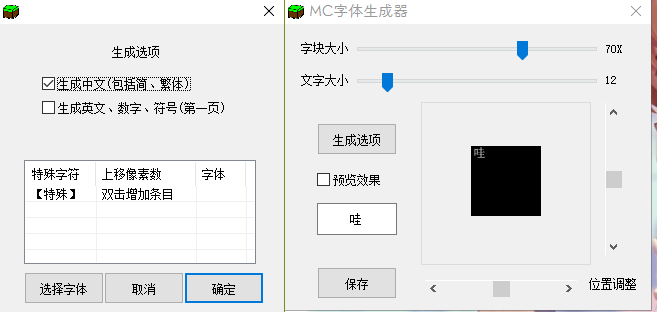 生成选项
生成中文(包括简、繁体)
生成英文、数字、符号(第一页)
特殊字符 上移像素数 字体
【特殊】 双击增加条目
选择字体 取消 确定
MC字体生成器
字块大小 70X
文字大小 12
生成选项
预览效果
哇
保存
哇
位置调整